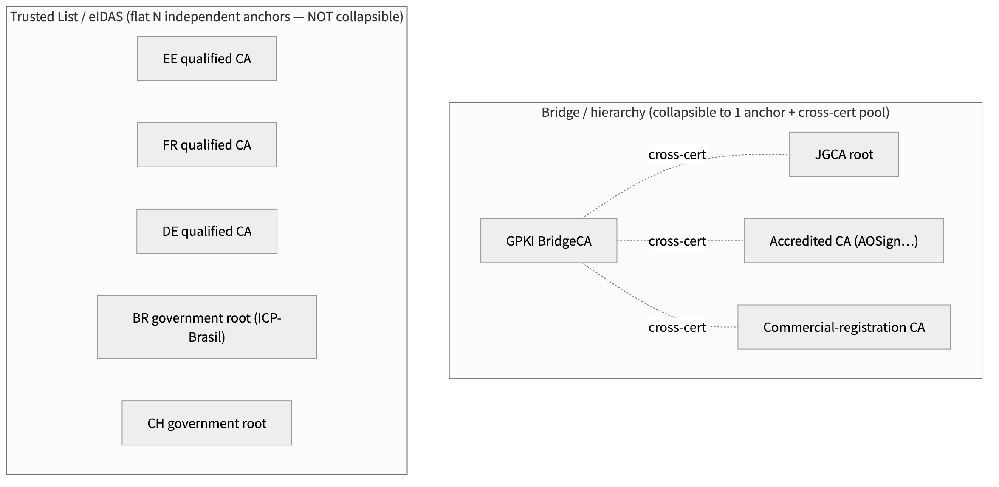 Trusted List / eIDAS (flat N independent anchors — NOT collapsible)
EE qualified CA
FR qualified CA
DE qualified CA
BR government root (ICP-
Brasil)
CH government root
Bridge / hierarchy (collapsible to 1 anchor + cross-cert pool)
GPKI BridgeCA
cross-cert
JGCA root
cross-cert
Accredited CA (AOSign…)
cross-cert
Commercial-registration CA